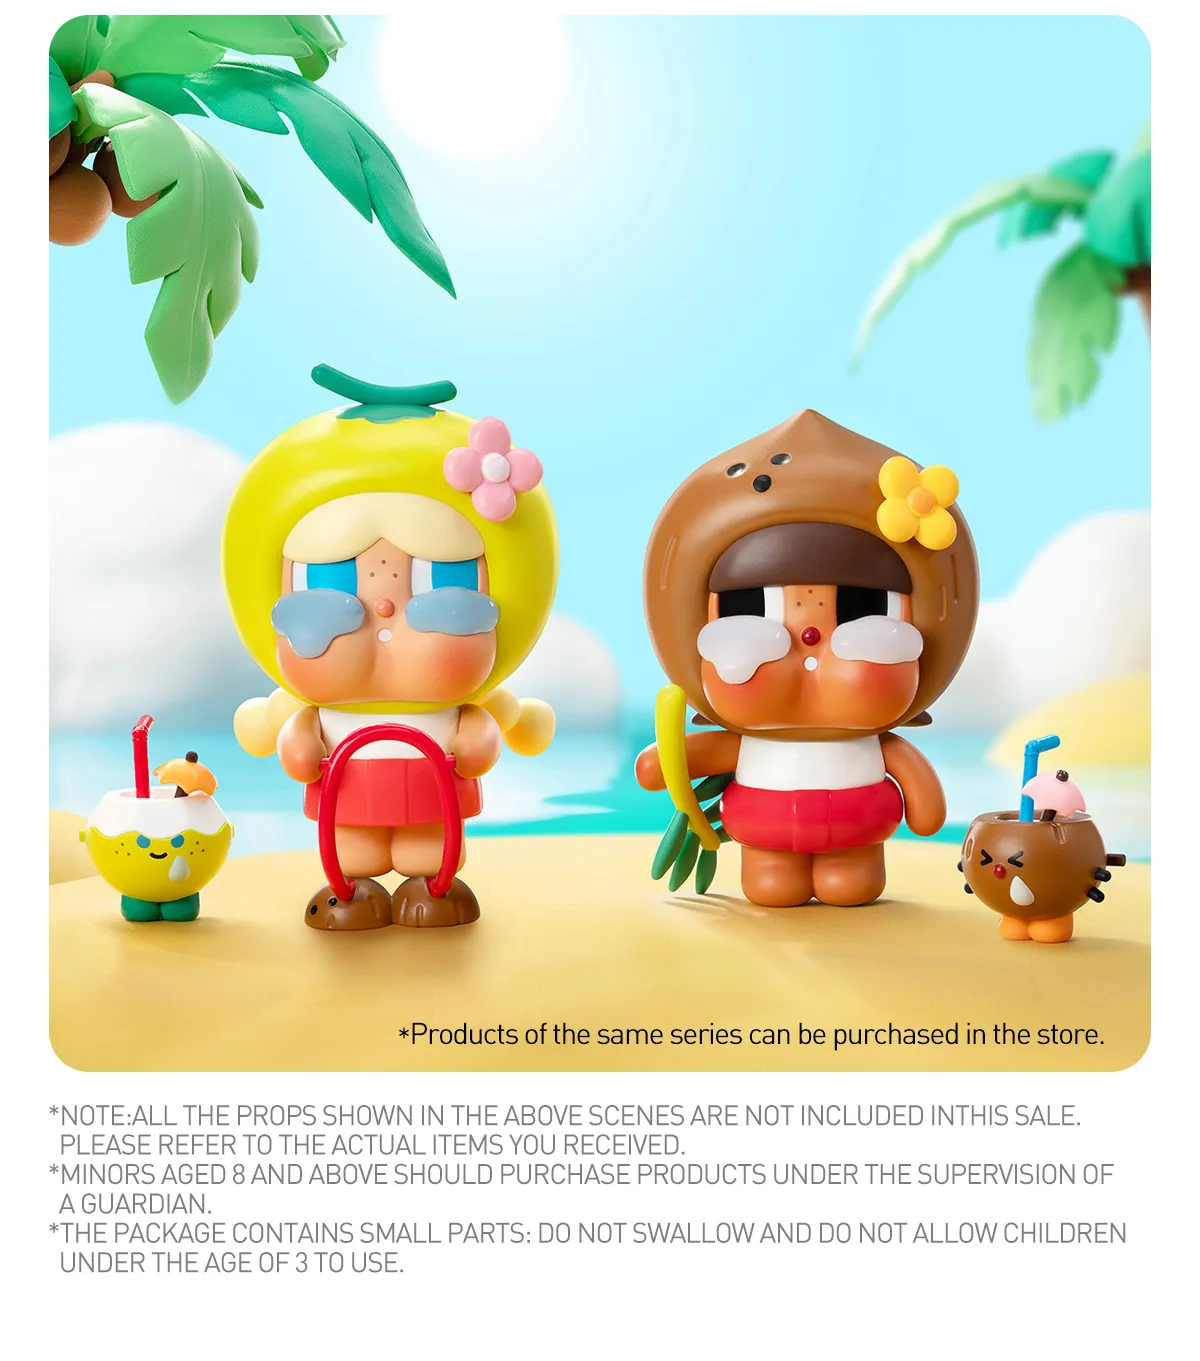 *Products of the same series can be purchased in the store.
*NOTE:ALL THE PROPS SHOWN IN THE ABOVE SCENES ARE NOT INCLUDED INTHIS SALE.
PLEASE REFER TO THE ACTUAL ITEMS YOU RECEIVED.
*MINORS AGED 8 AND ABOVE SHOULD PURCHASE PRODUCTS UNDER THE SUPERVISION OF
A GUARDIAN.
*THE PACKAGE CONTAINS SMALL PARTS: DO NOT SWALLOW AND DO NOT ALLOW CHILDREN
UNDER THE AGE OF 3 TO USE.